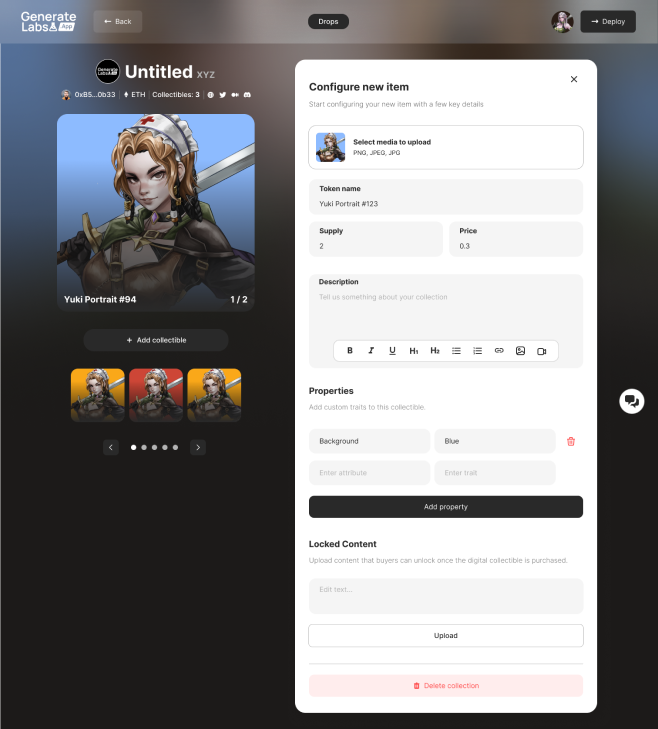 Generate
Labs App
← Back
Drops
→ Deploy
Generate
Labs
Untitled XYZ
0xB5...0b33
ETH
Collectibles: 3
Yuki Portrait #94
1 / 2
+ Add collectible
Configure new item
Start configuring your new item with a few key details
Select media to upload
PNG, JPEG, JPG
Token name
Yuki Portrait #123
Supply
2
Price
0.3
Description
Tell us something about your collection
B I U H1 H2
Properties
Add custom traits to this collectible.
Background
Blue
Enter attribute
Enter trait
Add property
Locked Content
Upload content that buyers can unlock once the digital collectible is purchased.
Edit text...
Upload
Delete collection